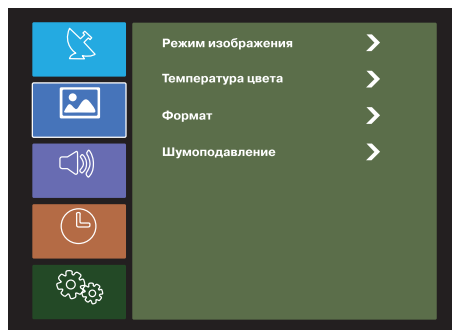 Режим изображения
Температура цвета
Формат
Шумоподавление